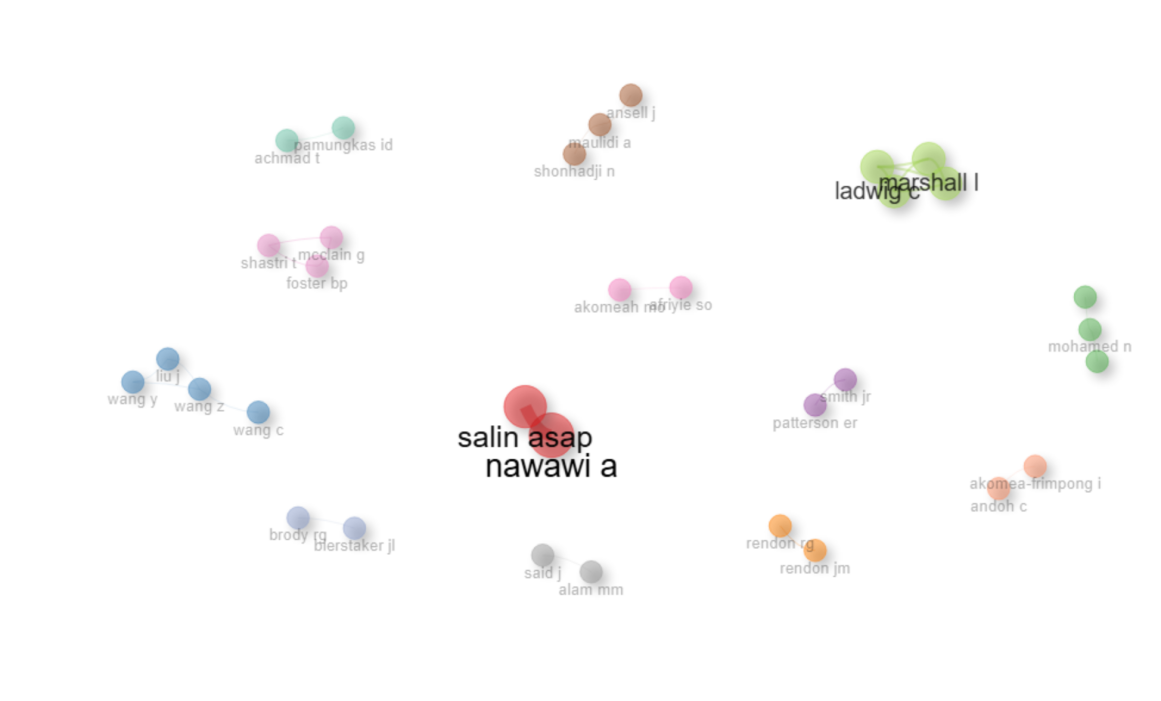 ansell j
pamungkas id
maulidi a
achmad t
shonhadji n
marshall l
ladwig c
mcclain g
shastri t
foster bp
akomeah mo
afriyie so
mohamed n
liu j
wang y
wang z
smith jr
patterson er
wang c
salin asap
nawawi a
akomea-frimpong i
andoh c
brody rg
bierstaker jl
rendon rg
rendon jm
said j
alam mm